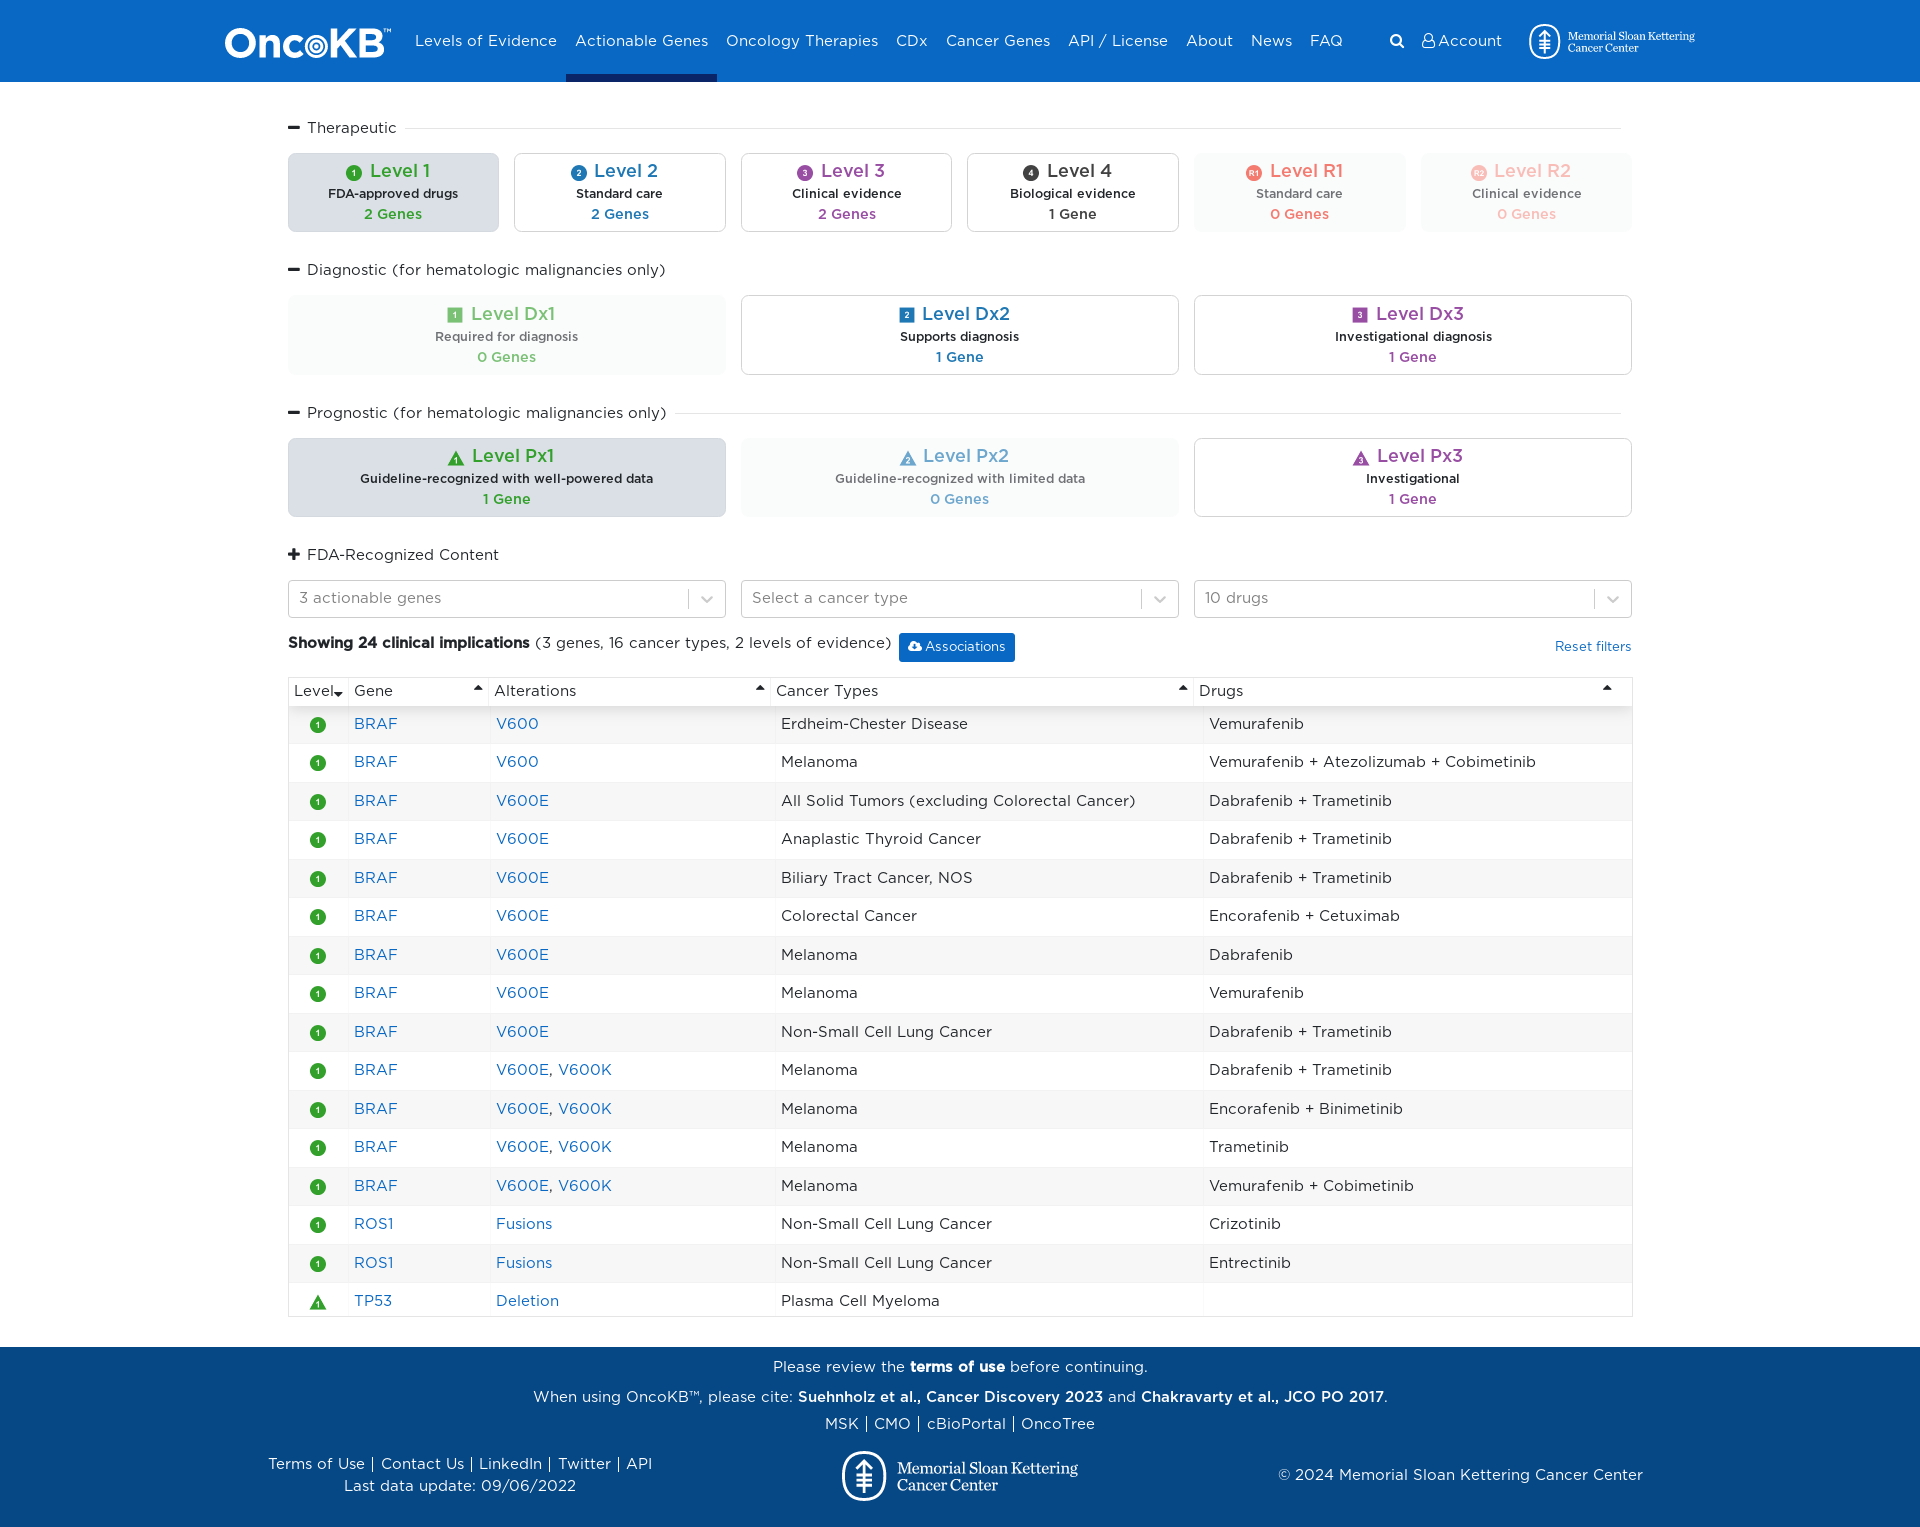 OncoKB™ Levels of Evidence Actionable Genes Oncology Therapies CDx Cancer Genes API / License About News FAQ Account Memorial Sloan Kettering Cancer Center
Therapeutic
1 Level 1 2 Level 2 3 Level 3 4 Level 4 R1 Level R1 R2 Level R2
FDA-approved drugs Standard care Clinical evidence Biological evidence Standard care Clinical evidence
2 Genes 2 Genes 2 Genes 1 Gene 0 Genes 0 Genes
Diagnostic (for hematologic malignancies only)
1 Level Dx1 2 Level Dx2 3 Level Dx3
Required for diagnosis Supports diagnosis Investigational diagnosis
0 Genes 1 Gene 1 Gene
Prognostic (for hematologic malignancies only)
1 Level Px1 2 Level Px2 3 Level Px3
Guideline-recognized with well-powered data Guideline-recognized with limited data Investigational
1 Gene 0 Genes 1 Gene
FDA-Recognized Content
3 actionable genes Select a cancer type 10 drugs
Showing 24 clinical implications (3 genes, 16 cancer types, 2 levels of evidence) Associations Reset filters
Level Gene Alterations Cancer Types Drugs
1 BRAF V600 Erdheim-Chester Disease Vemurafenib
1 BRAF V600 Melanoma Vemurafenib + Atezolizumab + Cobimetinib
1 BRAF V600E All Solid Tumors (excluding Colorectal Cancer) Dabrafenib + Trametinib
1 BRAF V600E Anaplastic Thyroid Cancer Dabrafenib + Trametinib
1 BRAF V600E Biliary Tract Cancer, NOS Dabrafenib + Trametinib
1 BRAF V600E Colorectal Cancer Encorafenib + Cetuximab
1 BRAF V600E Melanoma Dabrafenib
1 BRAF V600E Melanoma Vemurafenib
1 BRAF V600E Non-Small Cell Lung Cancer Dabrafenib + Trametinib
1 BRAF V600E, V600K Melanoma Dabrafenib + Trametinib
1 BRAF V600E, V600K Melanoma Encorafenib + Binimetinib
1 BRAF V600E, V600K Melanoma Trametinib
1 BRAF V600E, V600K Melanoma Vemurafenib + Cobimetinib
1 ROS1 Fusions Non-Small Cell Lung Cancer Crizotinib
1 ROS1 Fusions Non-Small Cell Lung Cancer Entrectinib
1 TP53 Deletion Plasma Cell Myeloma
Please review the terms of use before continuing.
When using OncoKB™, please cite: Suehnholz et al., Cancer Discovery 2023 and Chakravarty et al., JCO PO 2017.
MSK | CMO | cBioPortal | OncoTree
Terms of Use | Contact Us | LinkedIn | Twitter | API
Last data update: 09/06/2022
Memorial Sloan Kettering
Cancer Center
© 2024 Memorial Sloan Kettering Cancer Center